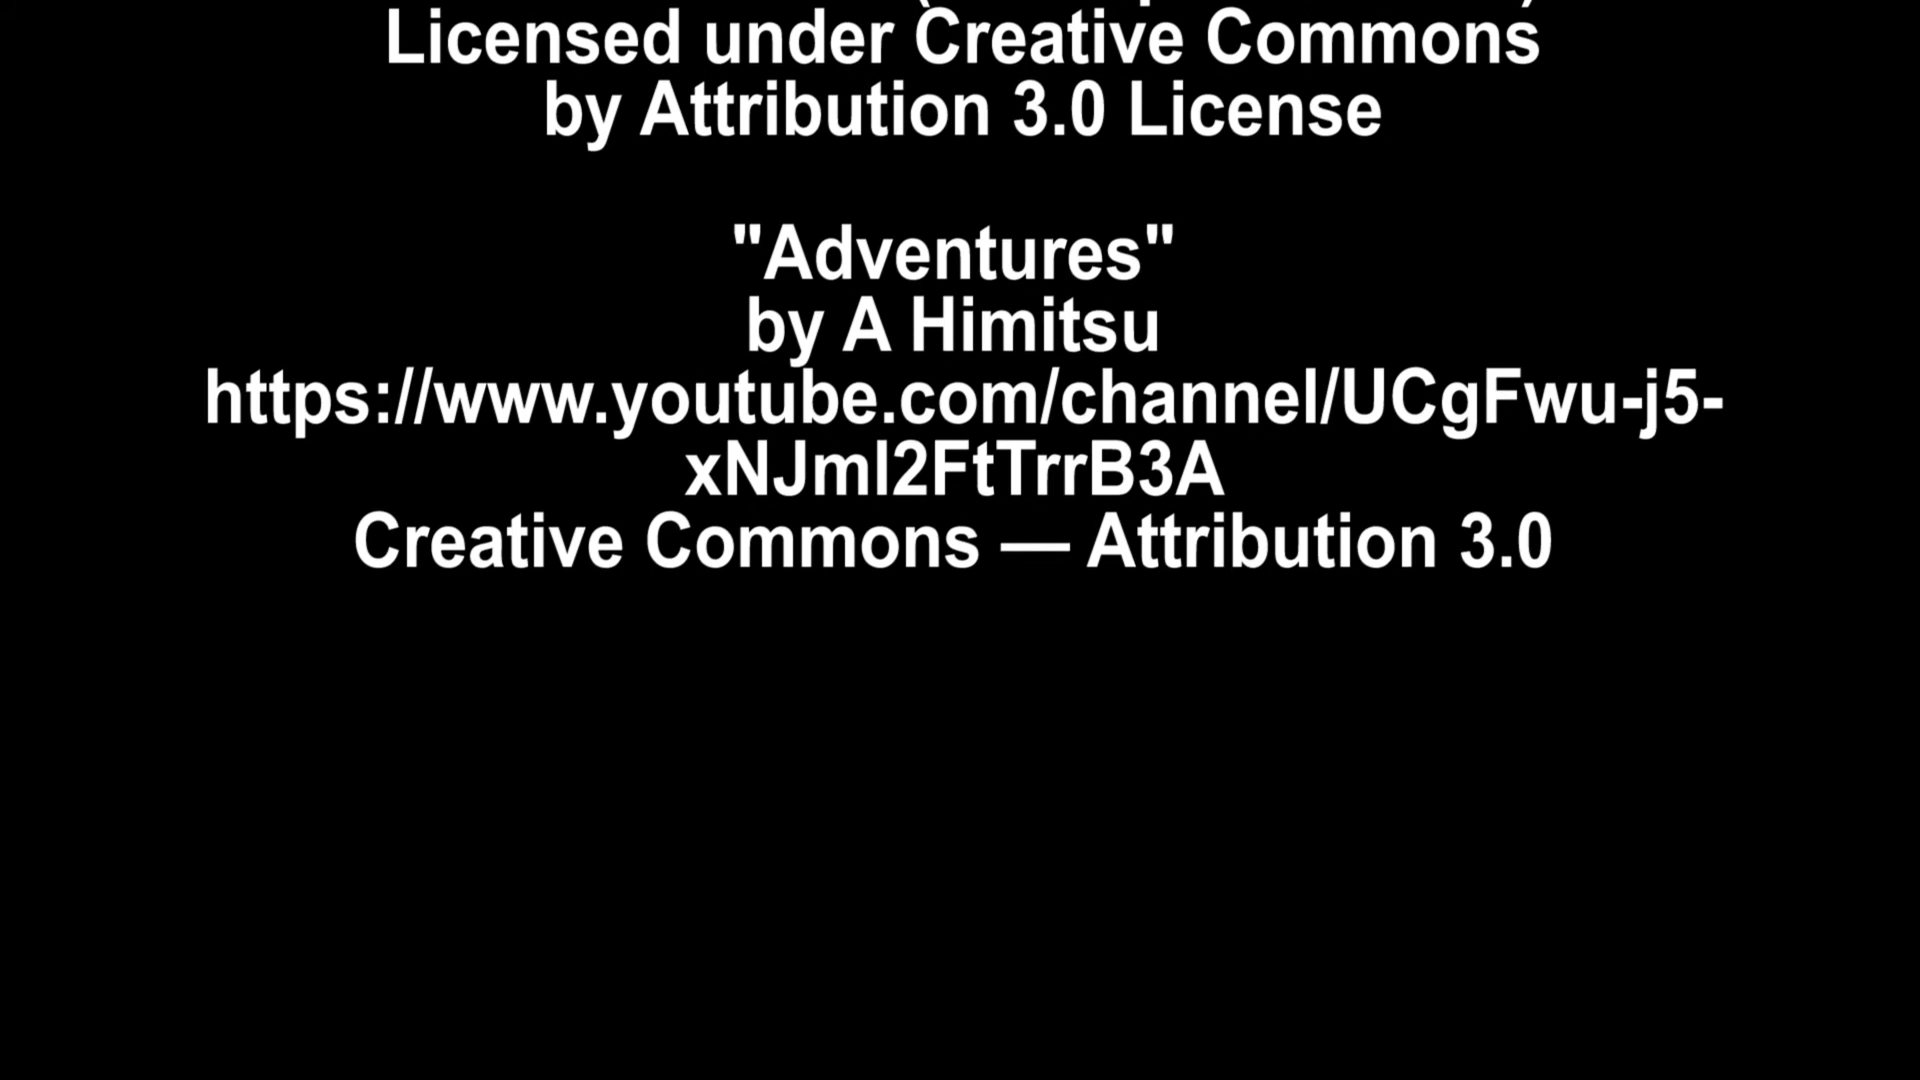 Licensed under Creative Commons
by Attribution 3.0 License
"Adventures"
by A Himitsu
https://www.youtube.com/channel/UCgFwu-j5-
xNJml2FtTrrB3A
Creative Commons — Attribution 3.0